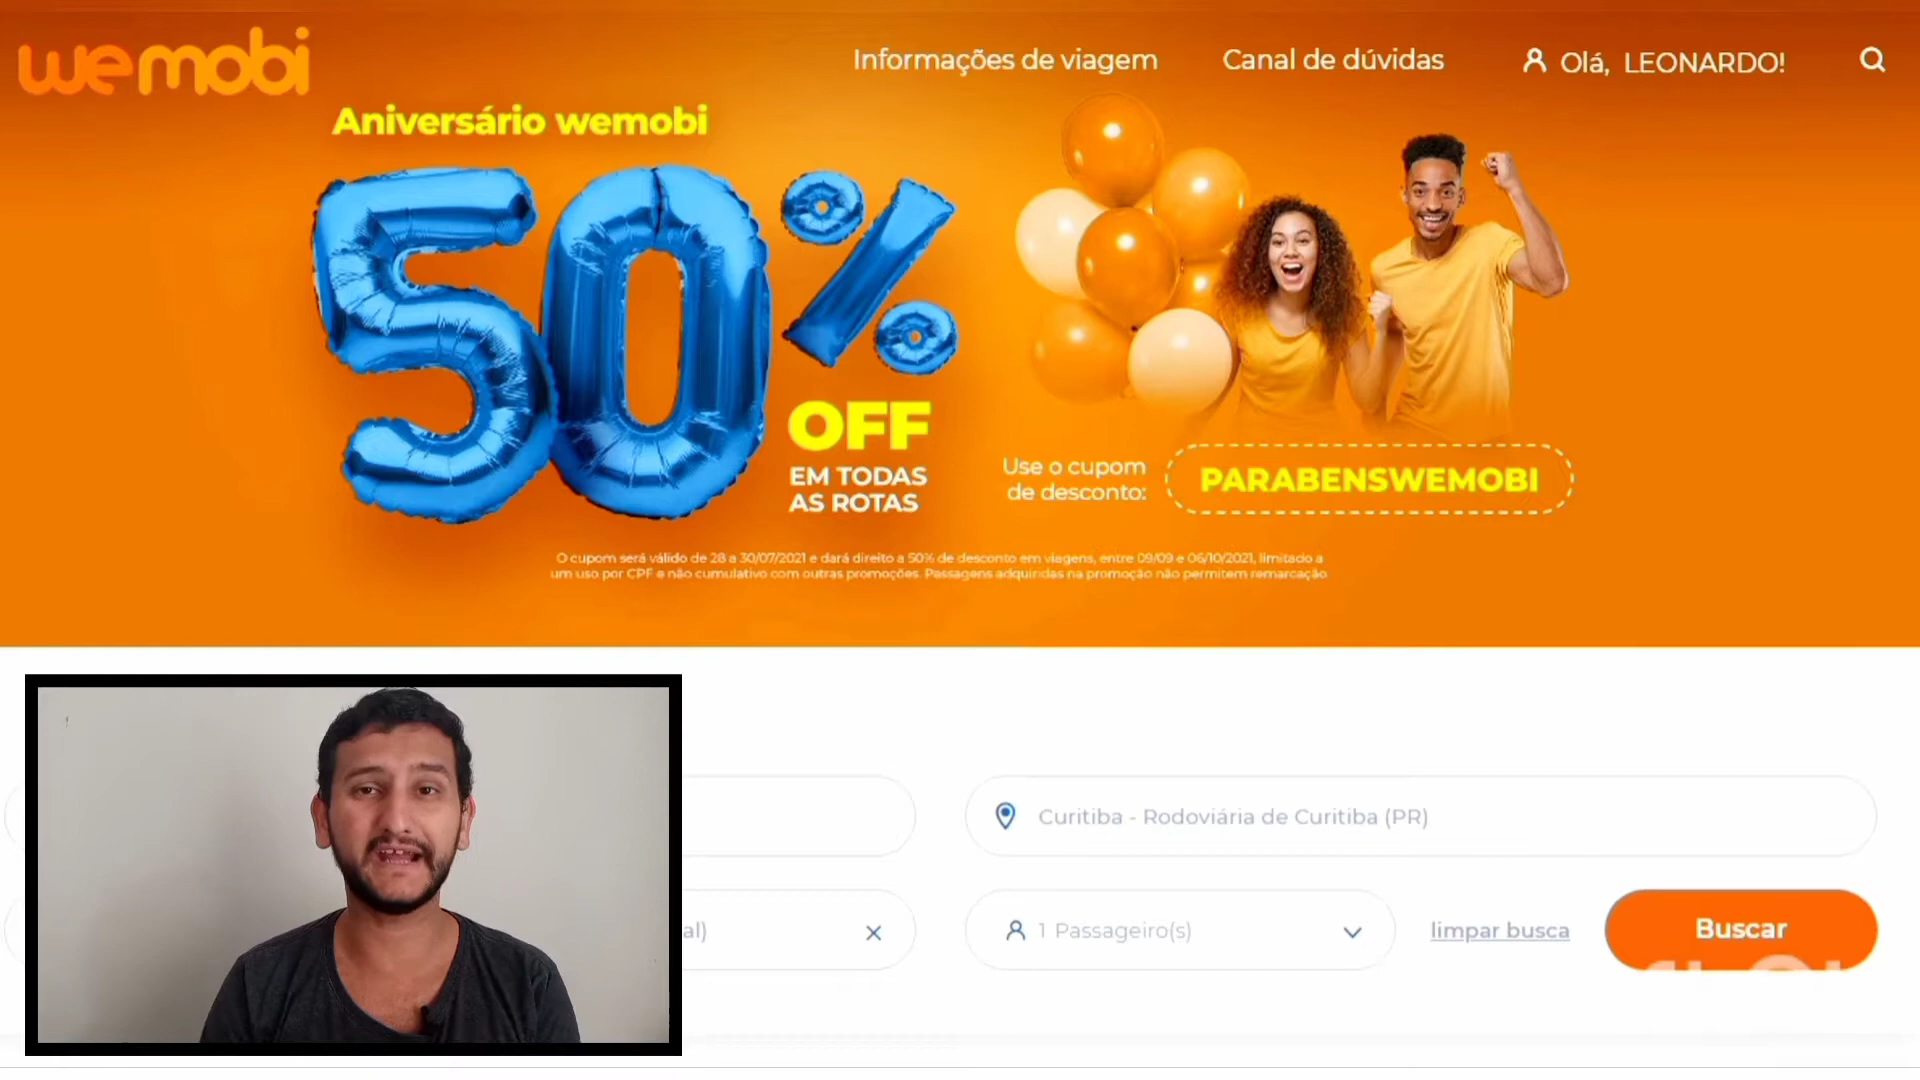 wemobi
Informações de viagem
Canal de dúvidas
Olá, LEONARDO!
Aniversário wemobi
50%
OFF
EM TODAS
AS ROTAS
Use o cupom
de desconto:
PARABENSWEMOBI
O cupom será válido de 28 a 30/07/2021 e dará direito a 50% de desconto em viagens, entre 09/09 e 06/10/2021, limitado a
um uso por CPF e não cumulativo com outras promoções. Passagens adquiridas na promoção não permitem remarcação
Curitiba - Rodoviária de Curitiba (PR)
al)
1 Passageiro(s)
limpar busca
Buscar